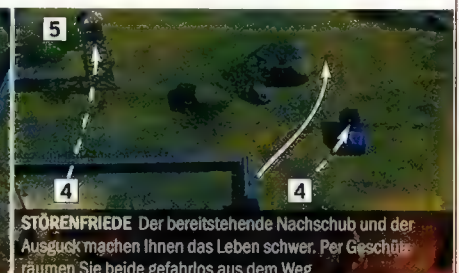 5
4 4
STÖRENFRIEDE Der bereitstehende Nachschub und der
Ausguck machen Ihnen das Leben schwer. Per Geschütz
räumen Sie beide gefahrlos aus dem Weg